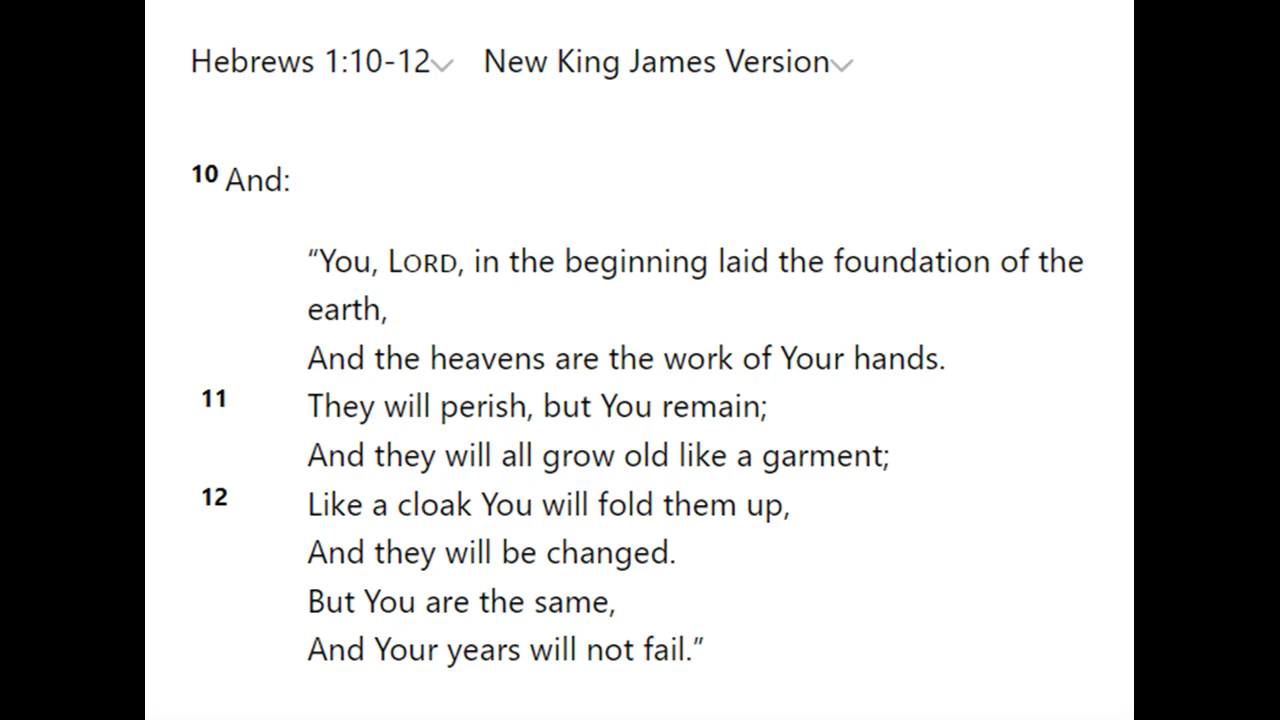 Hebrews 1:10-12 New King James Version
10 And:
“You, LORD, in the beginning laid the foundation of the
earth,
And the heavens are the work of Your hands.
11 They will perish, but You remain;
And they will all grow old like a garment;
12 Like a cloak You will fold them up,
And they will be changed.
But You are the same,
And Your years will not fail.”